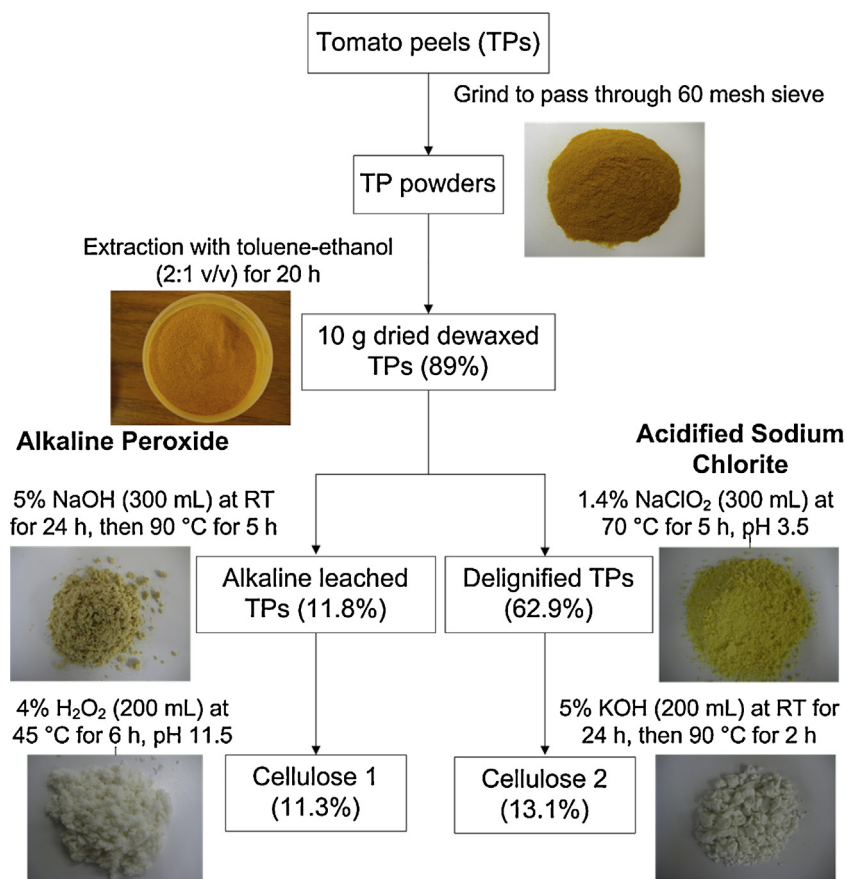 Tomato peels (TPs)
Grind to pass through 60 mesh sieve
TP powders
Extraction with toluene-ethanol
(2:1 v/v) for 20 h
10 g dried dewaxed
TPs (89%)
Alkaline Peroxide
5% NaOH (300 mL) at RT
for 24 h, then 90 °C for 5 h
Acidified Sodium
Chlorite
1.4% NaClO₂ (300 mL) at
70 °C for 5 h, pH 3.5
Alkaline leached
TPs (11.8%)
Delignified TPs
(62.9%)
4% H₂O₂ (200 mL) at
45 °C for 6 h, pH 11.5
5% KOH (200 mL) at RT for
24 h, then 90 °C for 2 h
Cellulose 1
(11.3%)
Cellulose 2
(13.1%)